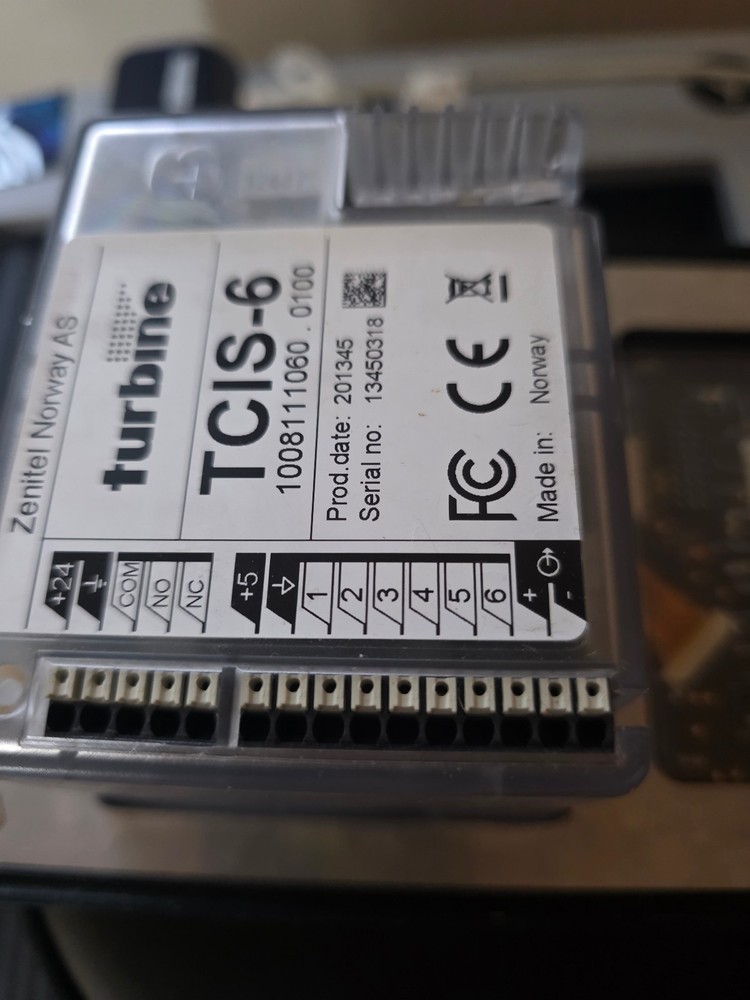 Zenitel Norway AS
turbine
TCIS-6
1008111060 . 0100
Prod.date: 201345
Serial no: 13450318
FC CE
Made in: Norway
+24
COM
NO
NC
+5
1
2
3
4
5
6
+
-